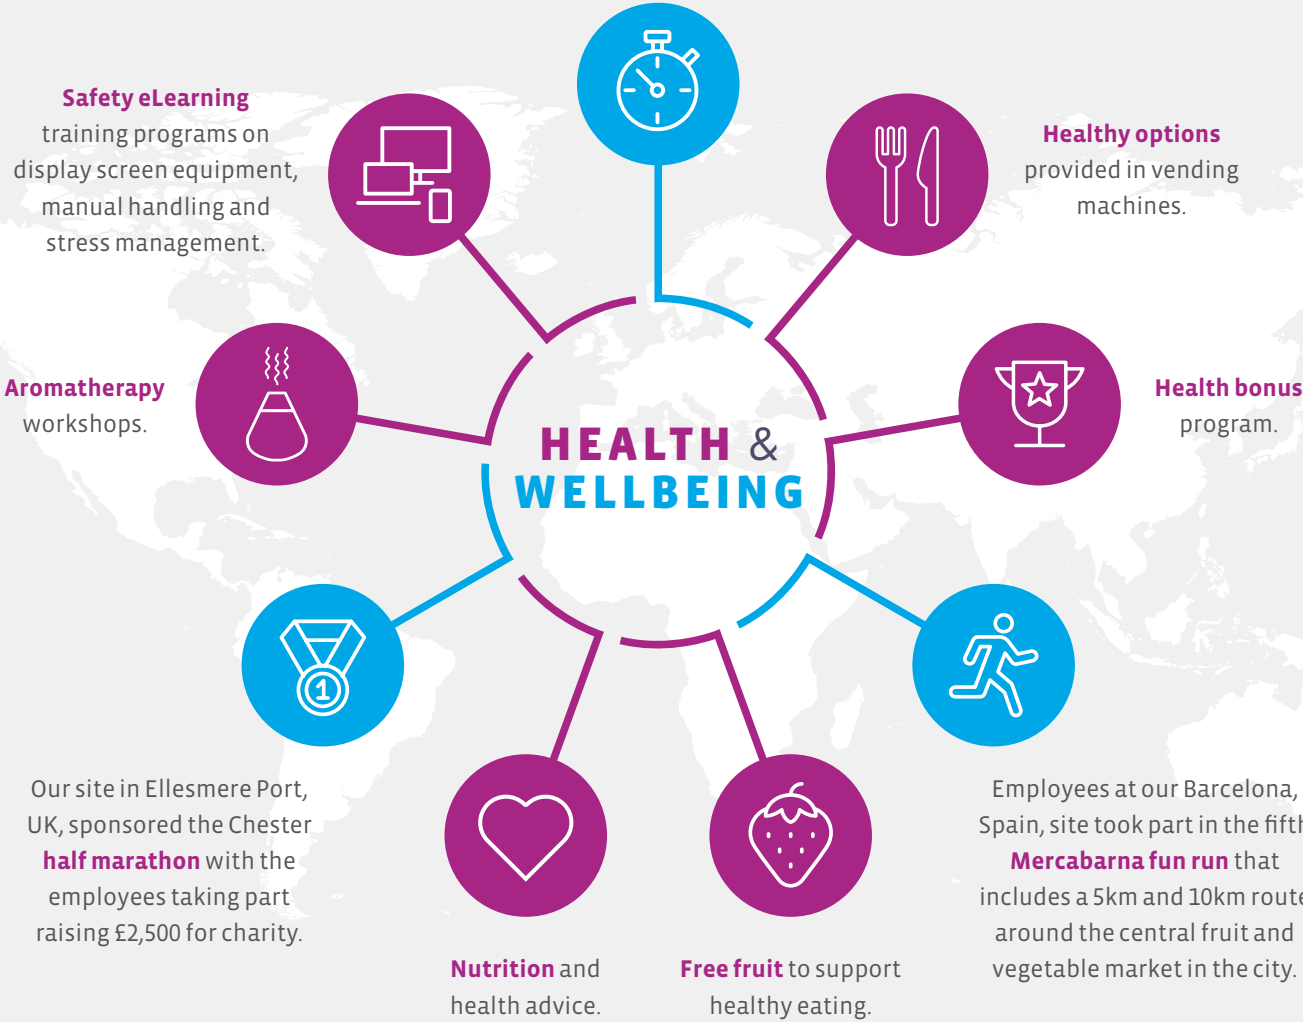 Safety eLearning
training programs on
display screen equipment,
manual handling and
stress management.
Healthy options
provided in vending
machines.
Aromatherapy
workshops.
HEALTH &
WELLBEING
Health bonus
program.
1
Our site in Ellesmere Port,
UK, sponsored the Chester
half marathon with the
employees taking part
raising £2,500 for charity.
Nutrition and
health advice.
Free fruit to support
healthy eating.
Employees at our Barcelona,
Spain, site took part in the fifth
Mercabarna fun run that
includes a 5km and 10km route
around the central fruit and
vegetable market in the city.